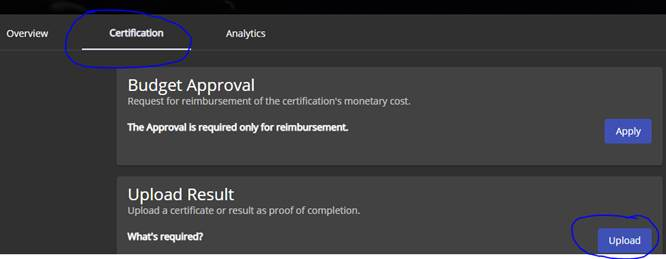 Overview Certification Analytics
Budget Approval
Request for reimbursement of the certification's monetary cost.
The Approval is required only for reimbursement.
Apply
Upload Result
Upload a certificate or result as proof of completion.
What's required?
Upload